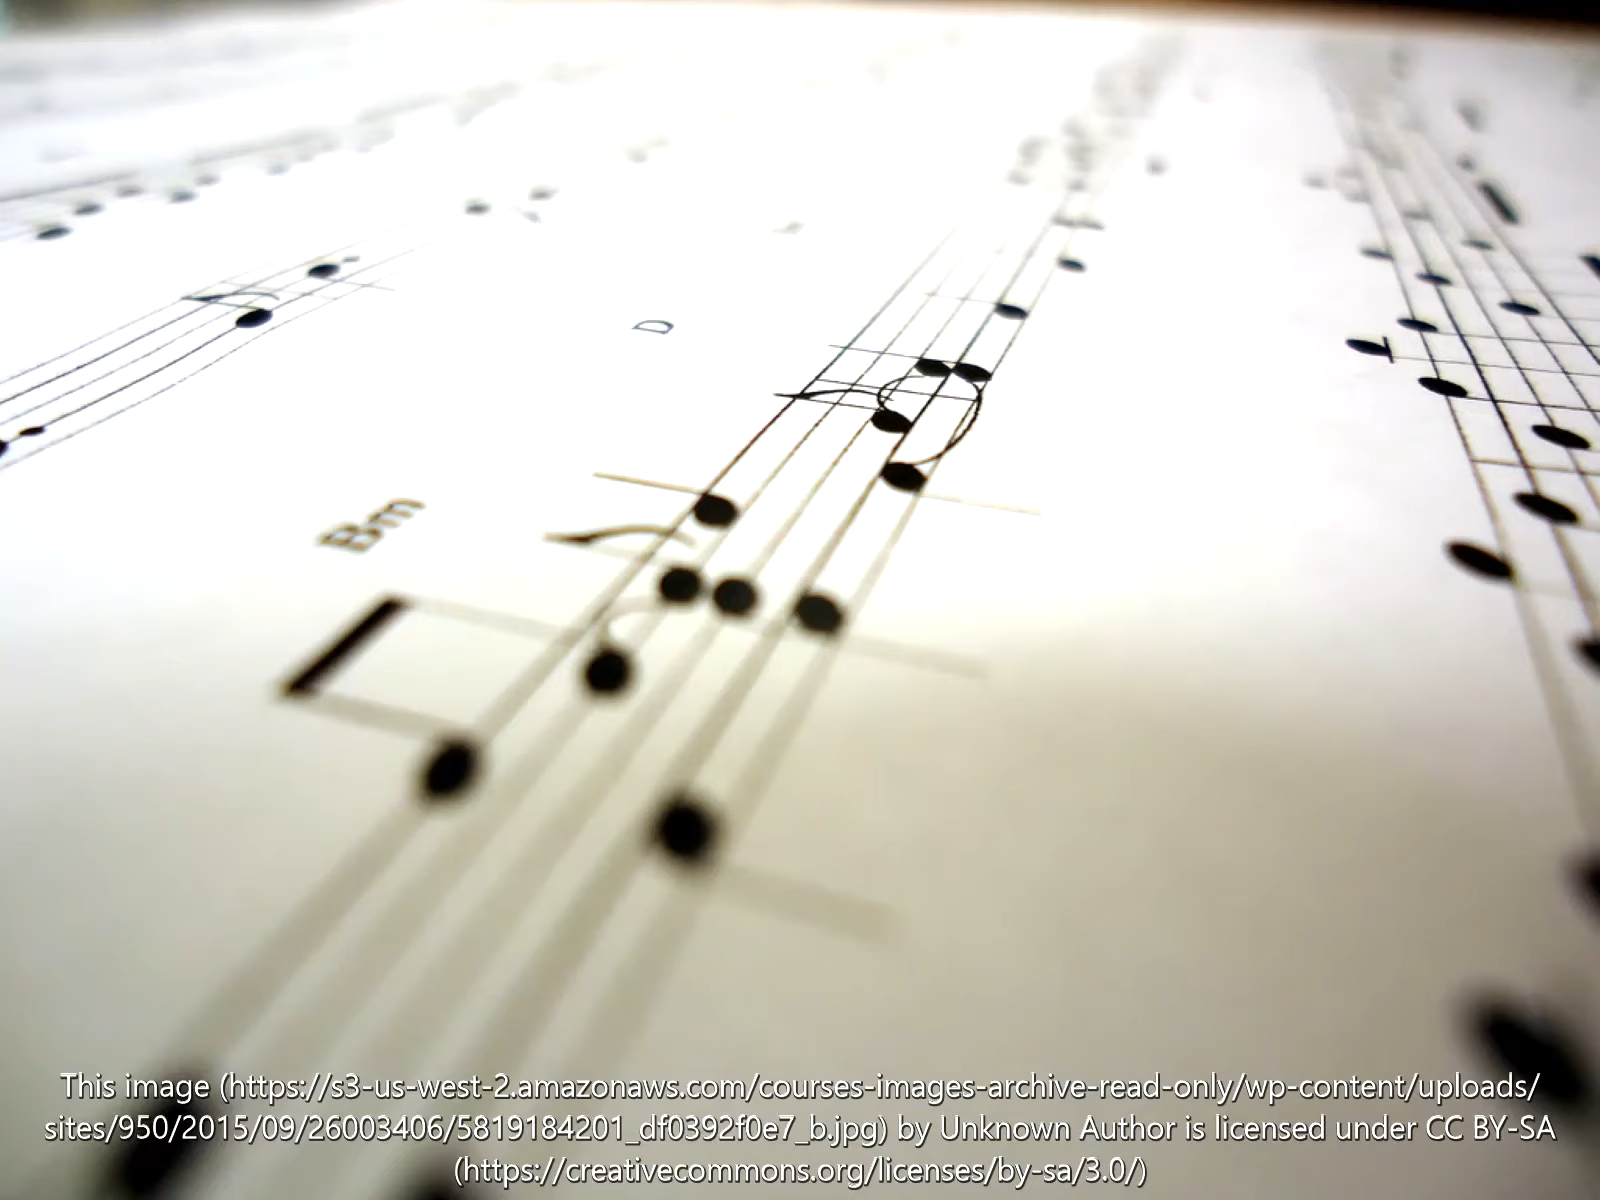 D
Bm
This image (https://s3-us-west-2.amazonaws.com/courses-images-archive-read-only/wp-content/uploads/
sites/950/2015/09/26003406/5819184201_df0392f0e7_b.jpg) by Unknown Author is licensed under CC BY-SA
(https://creativecommons.org/licenses/by-sa/3.0/)